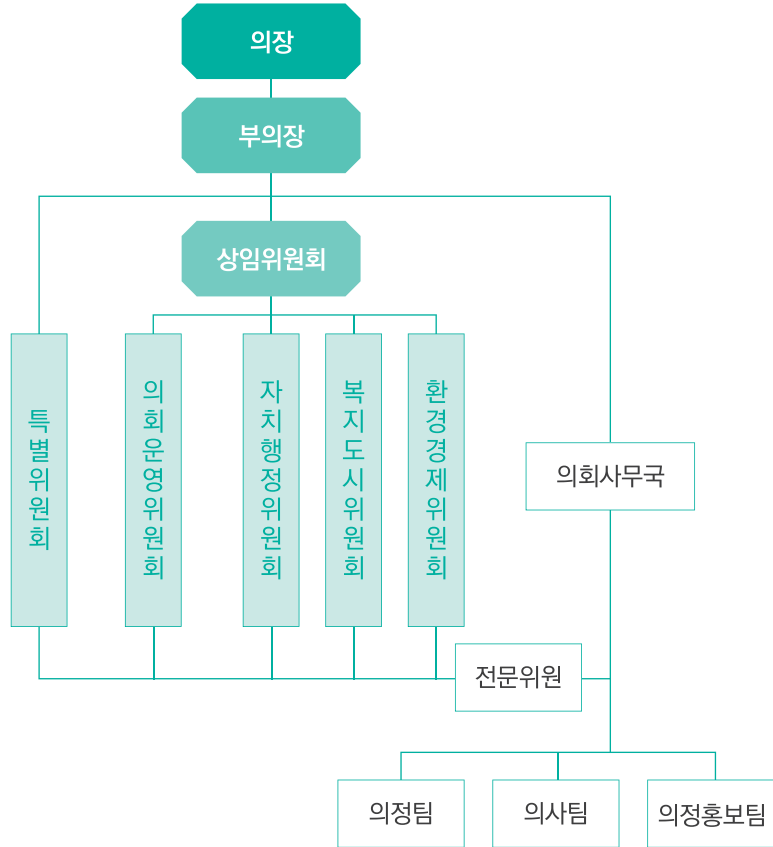 의장
부의장
상임위원회
특별위원회
의회운영위원회
자치행정위원회
복지도시위원회
환경경제위원회
의회사무국
전문위원
의정팀
의사팀
의정홍보팀